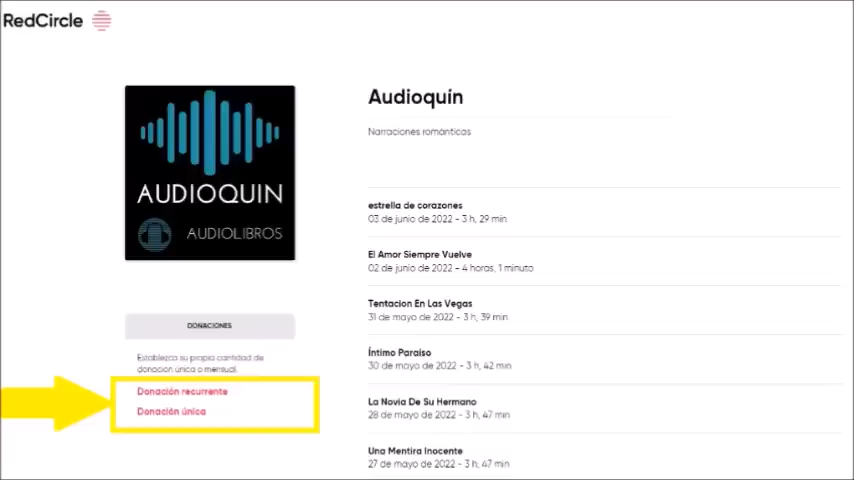 RedCircle
AUDIOQUIN
AUDIOLIBROS
DONACIONES
Establezca su propia cantidad de
donación única o mensual.
Donación recurrente
Donación única
Audioquín
Narraciones románticas
estrella de corazones
03 de junio de 2022 - 3 h, 29 min
El Amor Siempre Vuelve
02 de junio de 2022 - 4 horas, 1 minuto
Tentacion En Las Vegas
31 de mayo de 2022 - 3 h, 39 min
Íntimo Paraíso
30 de mayo de 2022 - 3 h, 42 min
La Novia De Su Hermano
28 de mayo de 2022 - 3 h, 47 min
Una Mentira Inocente
27 de mayo de 2022 - 3 h, 47 min